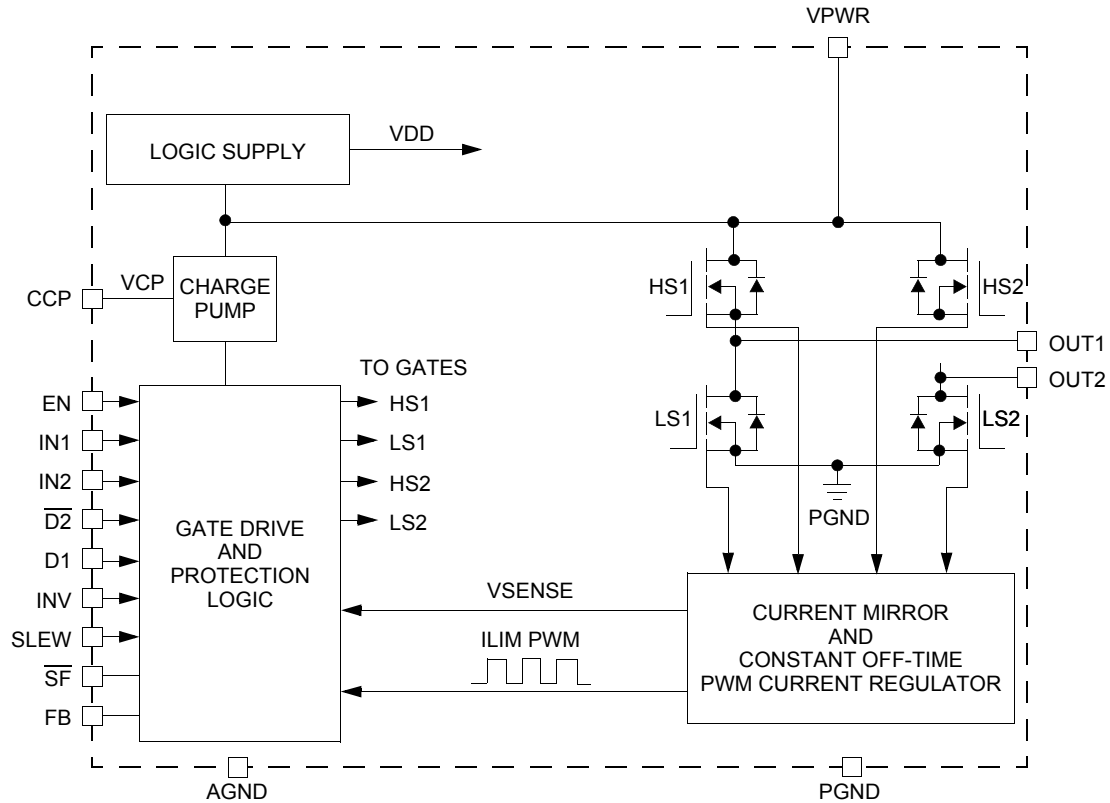 VPWR
LOGIC SUPPLY
VDD
CCP
VCP
CHARGE
PUMP
HS1
HS2
OUT1
OUT2
TO GATES
EN
IN1
IN2
D2
D1
INV
SLEW
SF
FB
HS1
LS1
HS2
LS2
GATE DRIVE
AND
PROTECTION
LOGIC
LS1
LS2
PGND
VSENSE
ILIM PWM
CURRENT MIRROR
AND
CONSTANT OFF-TIME
PWM CURRENT REGULATOR
AGND
PGND